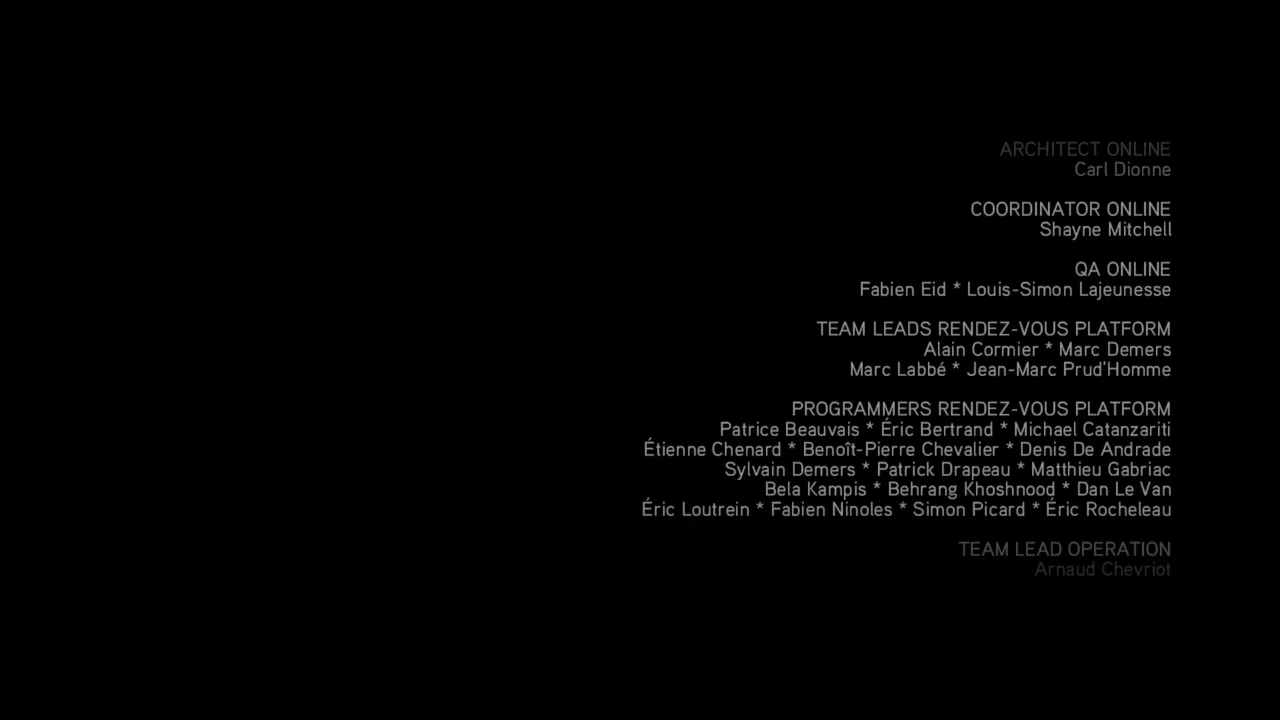 ARCHITECT ONLINE
Carl Dionne
COORDINATOR ONLINE
Shayne Mitchell
QA ONLINE
Fabien Eid * Louis-Simon Lajeunesse
TEAM LEADS RENDEZ-VOUS PLATFORM
Alain Cormier * Marc Demers
Marc Labbé * Jean-Marc Prud'Homme
PROGRAMMERS RENDEZ-VOUS PLATFORM
Patrice Beauvais * Éric Bertrand * Michael Catanzariti
Étienne Chenard * Benoît-Pierre Chevalier * Denis De Andrade
Sylvain Demers * Patrick Drapeau * Matthieu Gabriac
Bela Kampis * Behrang Khoshnood * Dan Le Van
Éric Loutrein * Fabien Ninoles * Simon Picard * Éric Rocheleau
TEAM LEAD OPERATION
Arnaud Chevriot